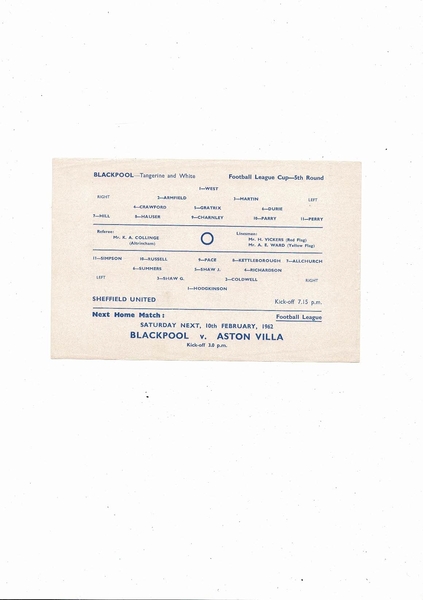 BLACKPOOL—Tangerine and White Football League Cup—5th Round
1—WEST
RIGHT 2—ARMFIELD 3—MARTIN LEFT
4—CRAWFORD 5—GRATRIX 6—DURIE
7—HILL 8—HAUSER 9—CHARNLEY 10—PARRY 11—PERRY
Referee: Linesmen:
Mr. K. A. COLLINGE Mr. H. VICKERS (Red Flag)
(Altrincham) Mr. A. E. WARD (Yellow Flag)
11—SIMPSON 10—RUSSELL 9—PACE 8—KETTLEBOROUGH 7—ALLCHURCH
6—SUMMERS 5—SHAW J. 4—RICHARDSON
LEFT 3—SHAW G. 2—COLDWELL RIGHT
1—HODGKINSON
SHEFFIELD UNITED Kick-off 7.15 p.m.
Next Home Match: Football League
SATURDAY NEXT, 10th FEBRUARY, 1962
BLACKPOOL v. ASTON VILLA
Kick-off 3.0 p.m.